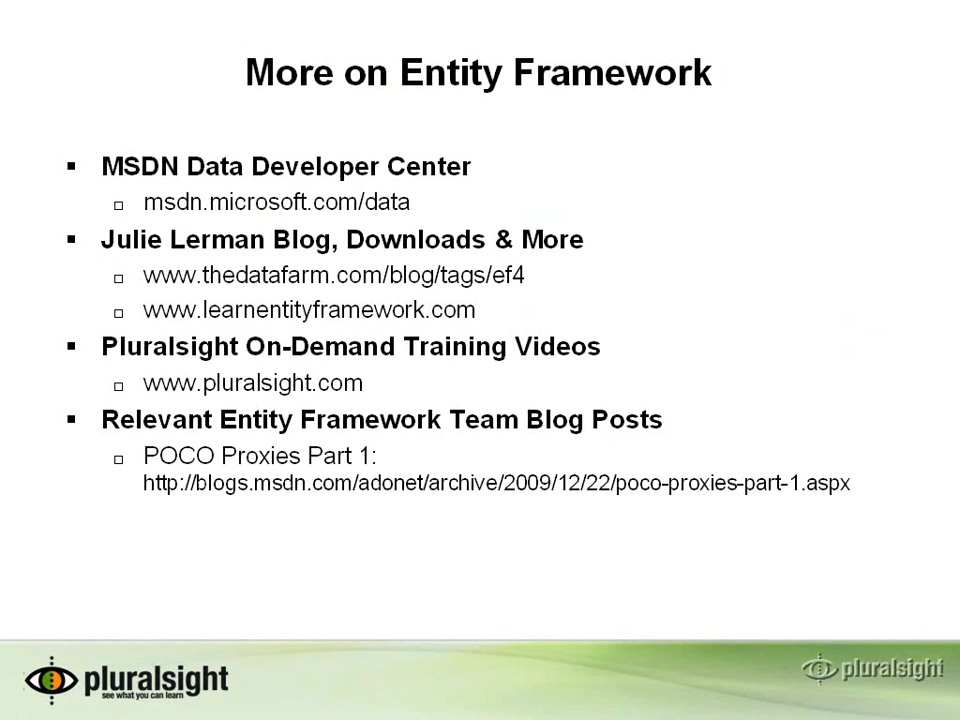 More on Entity Framework
MSDN Data Developer Center
msdn.microsoft.com/data
Julie Lerman Blog, Downloads & More
www.thedatafarm.com/blog/tags/ef4
www.learnentityframework.com
Pluralsight On-Demand Training Videos
www.pluralsight.com
Relevant Entity Framework Team Blog Posts
POCO Proxies Part 1:
http://blogs.msdn.com/adonet/archive/2009/12/22/poco-proxies-part-1.aspx
pluralsight
see what you can learn
pluralsight